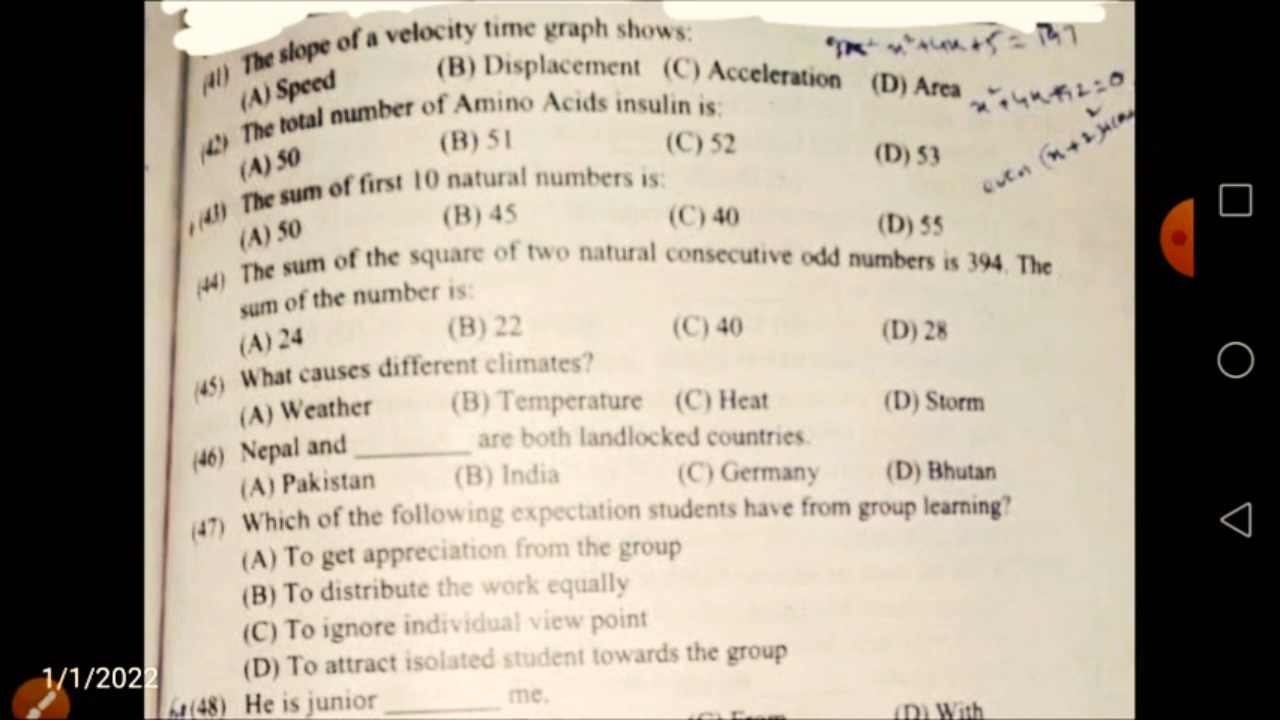 (41) The slope of a velocity time graph shows:
(A) Speed (B) Displacement (C) Acceleration (D) Area
(42) The total number of Amino Acids insulin is:
(A) 50 (B) 51 (C) 52 (D) 53
(43) The sum of first 10 natural numbers is:
(A) 50 (B) 45 (C) 40 (D) 55
(44) The sum of the square of two natural consecutive odd numbers is 394. The
sum of the number is:
(A) 24 (B) 22 (C) 40 (D) 28
(45) What causes different climates?
(A) Weather (B) Temperature (C) Heat (D) Storm
(46) Nepal and ________ are both landlocked countries.
(A) Pakistan (B) India (C) Germany (D) Bhutan
(47) Which of the following expectation students have from group learning?
(A) To get appreciation from the group
(B) To distribute the work equally
(C) To ignore individual view point
(D) To attract isolated student towards the group
1/1/2022
(48) He is junior ________ me.
(C) From (D) With
even